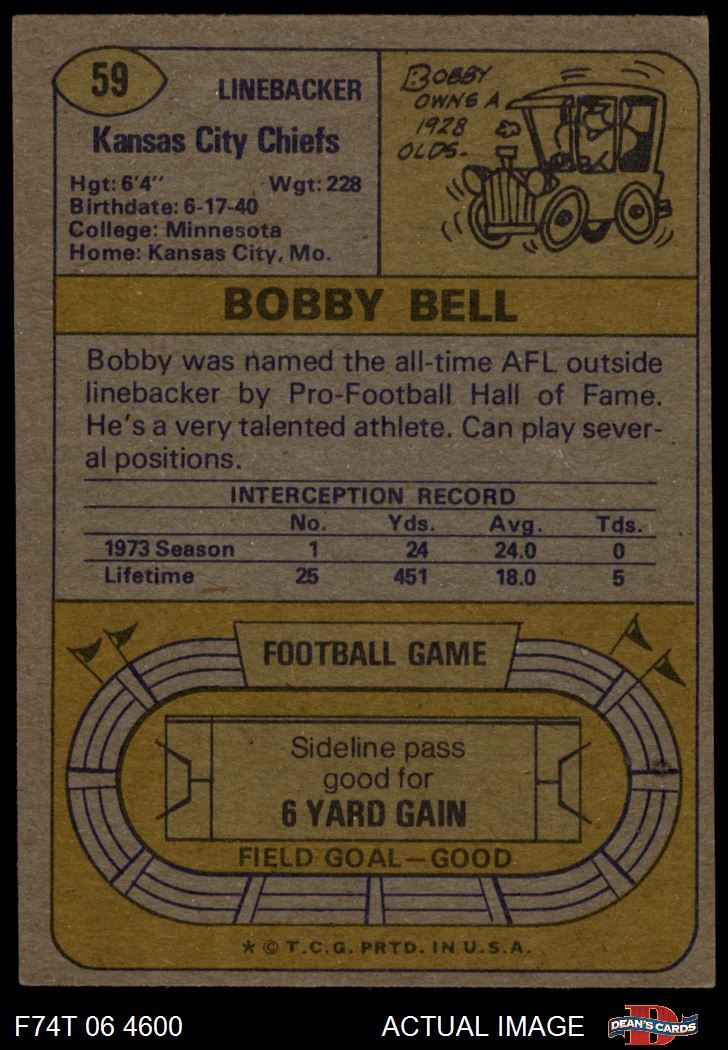 59
LINEBACKER
Kansas City Chiefs
Hgt: 6'4" Wgt: 228
Birthdate: 6-17-40
College: Minnesota
Home: Kansas City, Mo.
BOBBY
OWNS A
1928
OLDS.
BOBBY BELL
Bobby was named the all-time AFL outside
linebacker by Pro-Football Hall of Fame.
He's a very talented athlete. Can play sever-
al positions.
INTERCEPTION RECORD
No. Yds. Avg. Tds.
1973 Season 1 24 24.0 0
Lifetime 25 451 18.0 5
FOOTBALL GAME
Sideline pass
good for
6 YARD GAIN
FIELD GOAL—GOOD
* © T.C.G. PRTD. IN U.S.A.
F74T 06 4600 ACTUAL IMAGE D DEAN'S CARDS